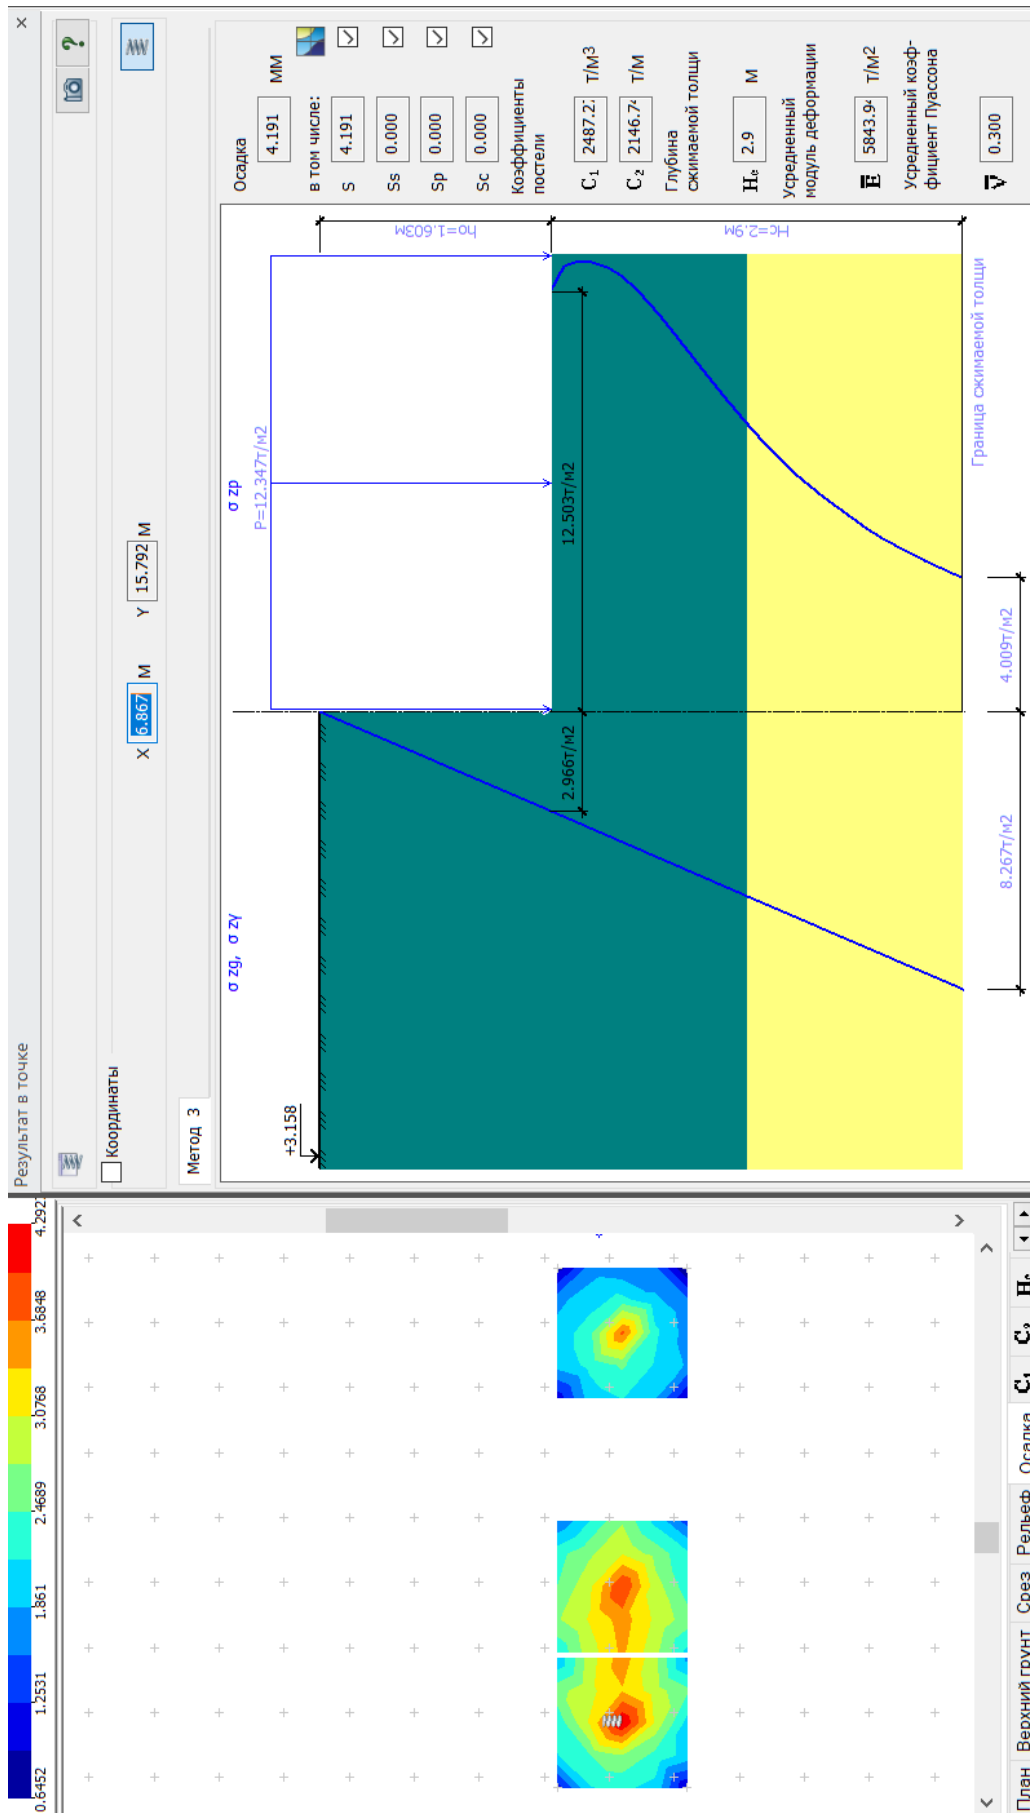 0.6452 1.2531 1.861 2.4689 3.0768 3.6848 4.292
План Верхний грунт Срез Рельеф Осадка C₁ C₂
Результат в точке
?
Координаты
X 6.867 М Y 15.792 М
Метод 3
σ zg, σ zγ
σ zp
P=12.347т/м2
+3.158
2.966т/м2
12.503т/м2
8.267т/м2
4.009т/м2
ho=1.603м
Hc=2.9м
Граница сжимаемой толщи
Осадка
4.191 мм
в том числе:
S 4.191
Ss 0.000
Sp 0.000
Sc 0.000
Коэффициенты
постели
C₁ 2487.2 т/м3
C₂ 2146.7 т/м
Глубина
сжимаемой толщи
2.9 м
Усредненный
модуль деформации
E 5843.9 т/м2
Усредненный коэф-
фициент Пуассона
0.300